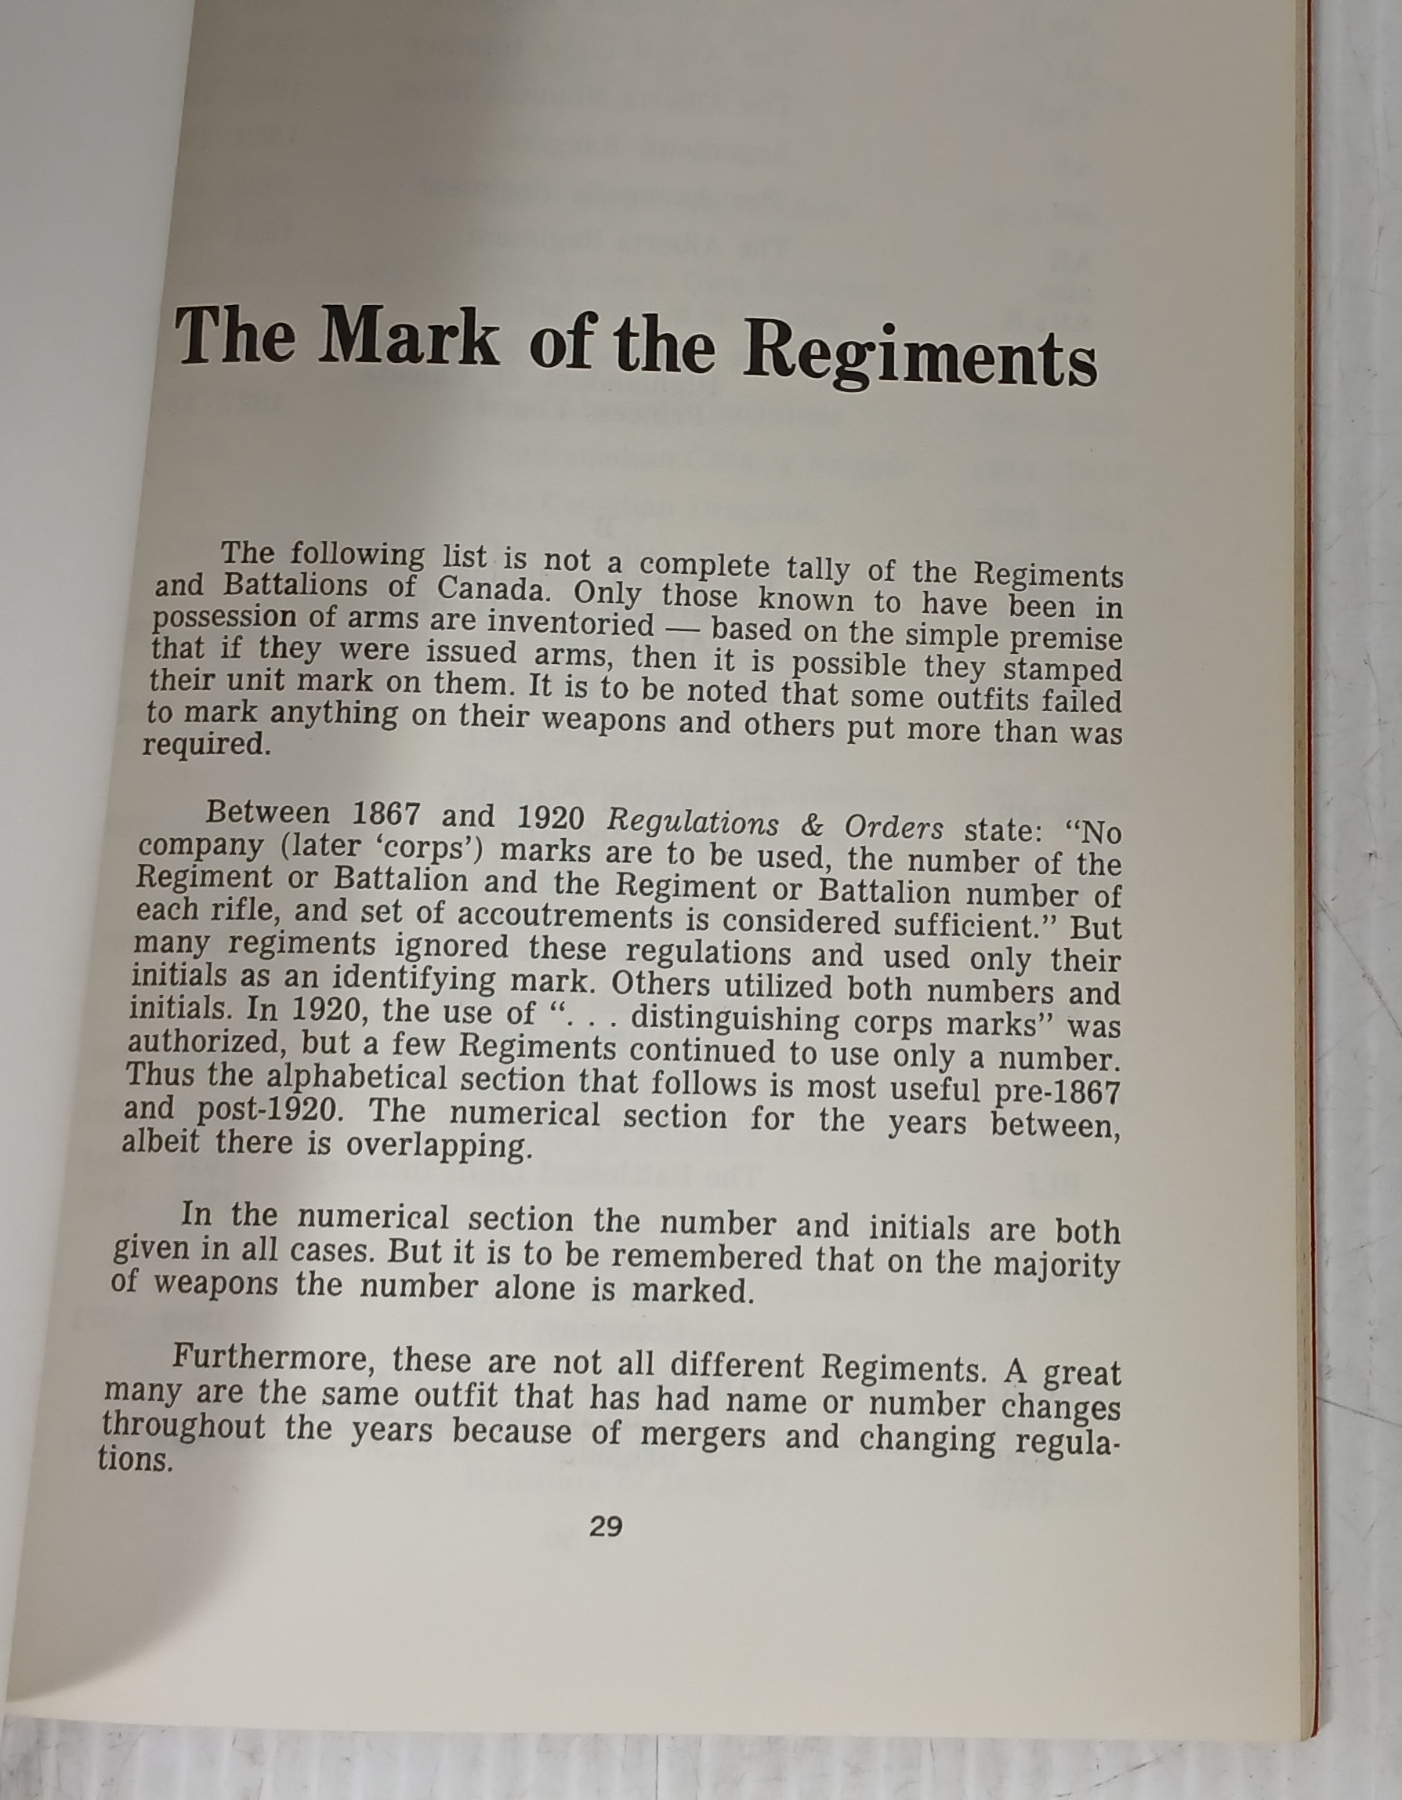 The Mark of the Regiments
The following list is not a complete tally of the Regiments
and Battalions of Canada. Only those known to have been in
possession of arms are inventoried — based on the simple premise
that if they were issued arms, then it is possible they stamped
their unit mark on them. It is to be noted that some outfits failed
to mark anything on their weapons and others put more than was
required.
Between 1867 and 1920 Regulations & Orders state: “No
company (later ‘corps’) marks are to be used, the number of the
Regiment or Battalion and the Regiment or Battalion number of
each rifle, and set of accoutrements is considered sufficient.” But
many regiments ignored these regulations and used only their
initials as an identifying mark. Others utilized both numbers and
initials. In 1920, the use of “. . . distinguishing corps marks” was
authorized, but a few Regiments continued to use only a number.
Thus the alphabetical section that follows is most useful pre-1867
and post-1920. The numerical section for the years between,
albeit there is overlapping.
In the numerical section the number and initials are both
given in all cases. But it is to be remembered that on the majority
of weapons the number alone is marked.
Furthermore, these are not all different Regiments. A great
many are the same outfit that has had name or number changes
throughout the years because of mergers and changing regula-
tions.
29